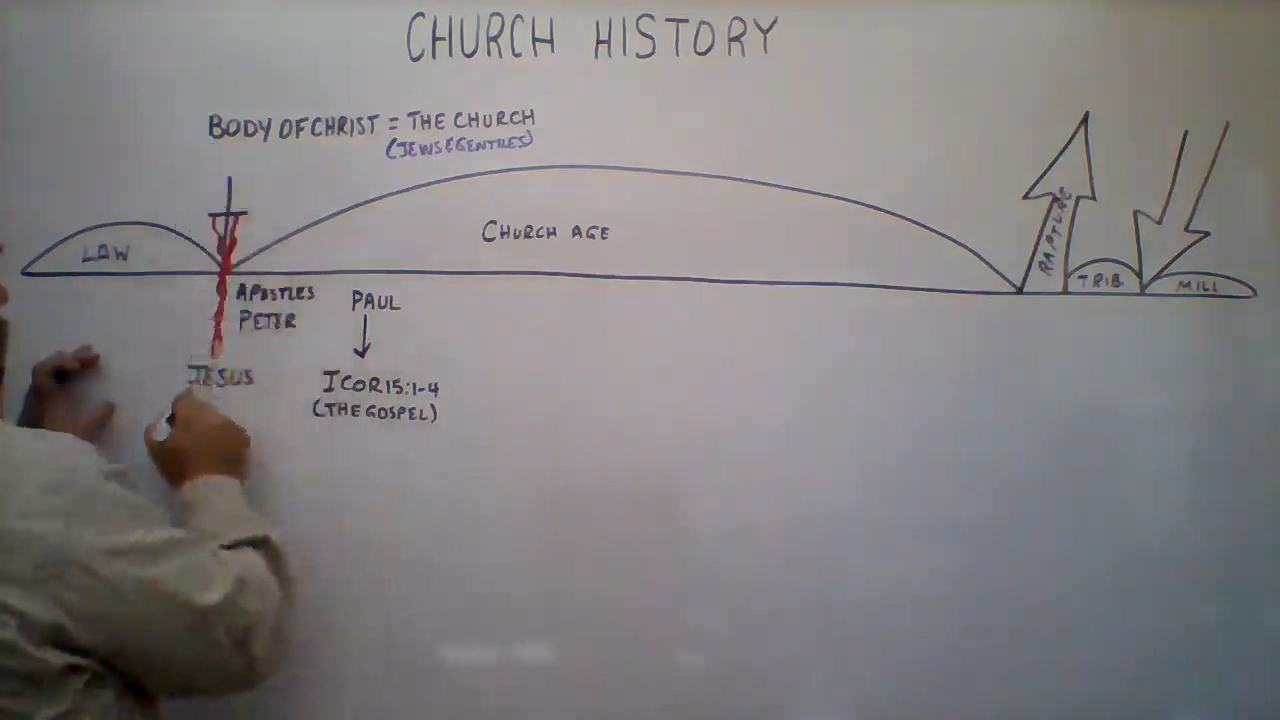 CHURCH HISTORY
BODY OF CHRIST = THE CHURCH
(JEWS & GENTILES)
CHURCH AGE
LAW
RAPTURE
TRIB
MILL
APOSTLES
PETER
PAUL
JESUS
I COR 15:1-4
(THE GOSPEL)